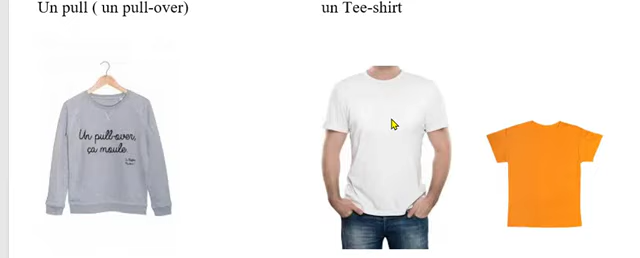 Un pull ( un pull-over)
un Tee-shirt
Un pull-over,
ça moule.